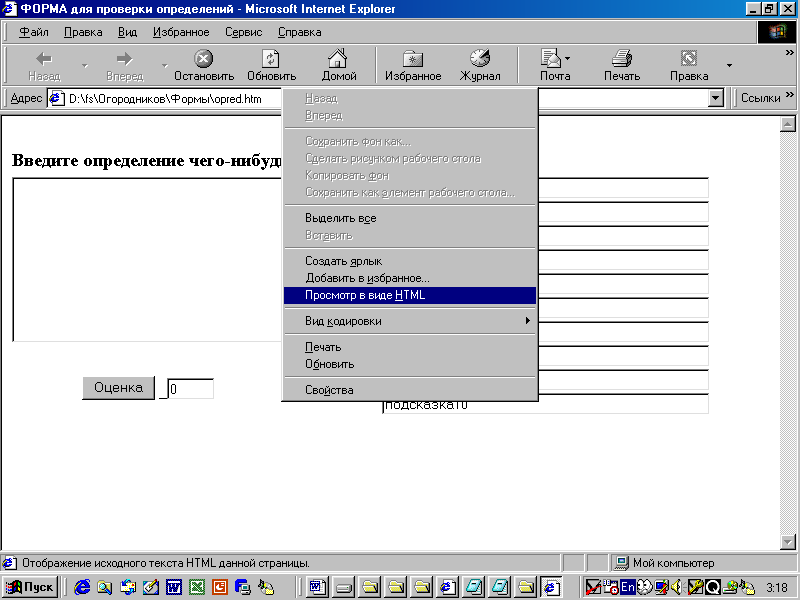 ФОРМА для проверки определений - Microsoft Internet Explorer
Файл Правка Вид Избранное Сервис Справка
Назад Вперед Остановить Обновить Домой Избранное Журнал Почта Печать Правка »
Адрес D:\fs\Огородников\Формы\opred.htm Ссылки »
Назад
Вперед
Сохранить фон как...
Сделать рисунком рабочего стола
Копировать фон
Сохранить как элемент рабочего стола...
Выделить все
Вставить
Создать ярлык
Добавить в избранное...
Просмотр в виде HTML
Вид кодировки
Печать
Обновить
Свойства
Введите определение чего-нибудь
Оценка _0
подсказка10
Отображение исходного текста HTML данной страницы. Мой компьютер
Пуск En 3:18